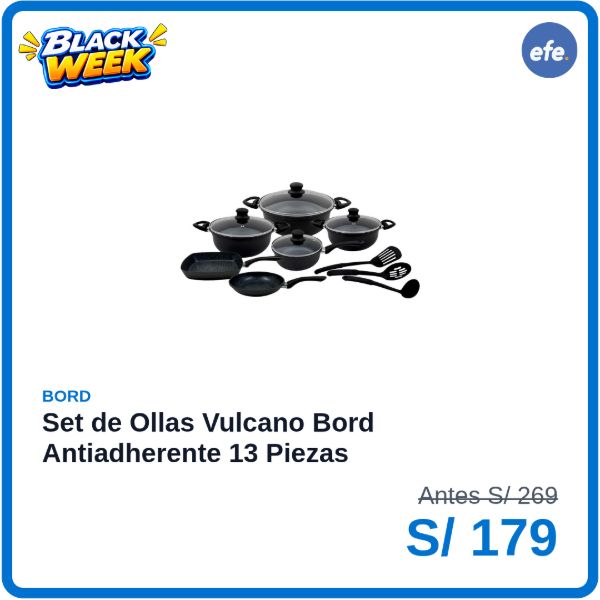 BLACK
WEEK
efe.
BORD
Set de Ollas Vulcano Bord
Antiadherente 13 Piezas
Antes S/ 269
S/ 179